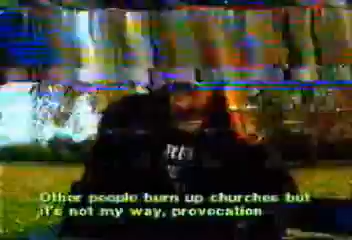 Other people burn up churches but
it's not my way, provocation